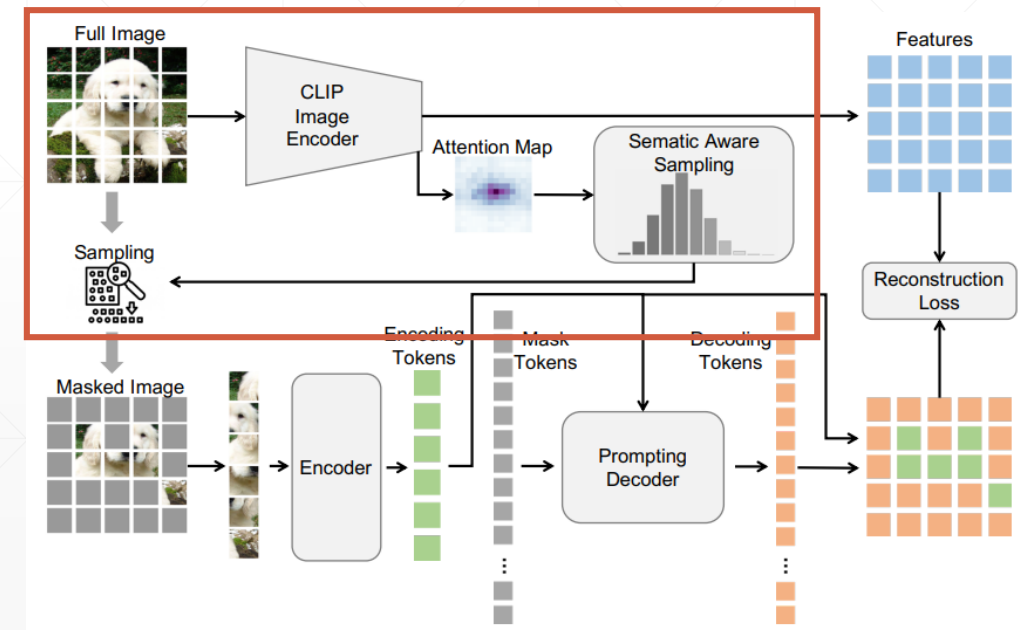 Full Image
CLIP
Image
Encoder
Attention Map
Sematic Aware
Sampling
Features
Sampling
Reconstruction
Loss
Encoding
Tokens
Mask
Tokens
Decoding
Tokens
Masked Image
Encoder
Prompting
Decoder
...
...